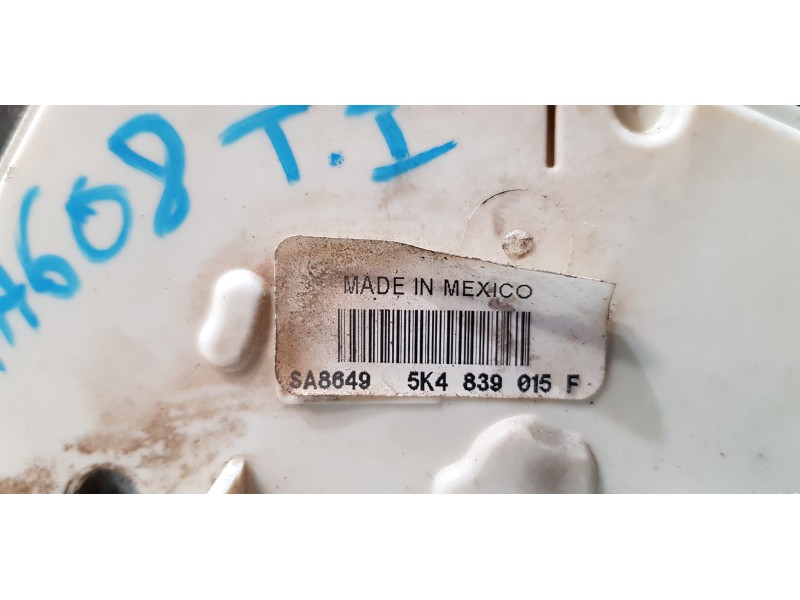 A608 T.I
MADE IN MEXICO
SA8649 5K4 839 015 F